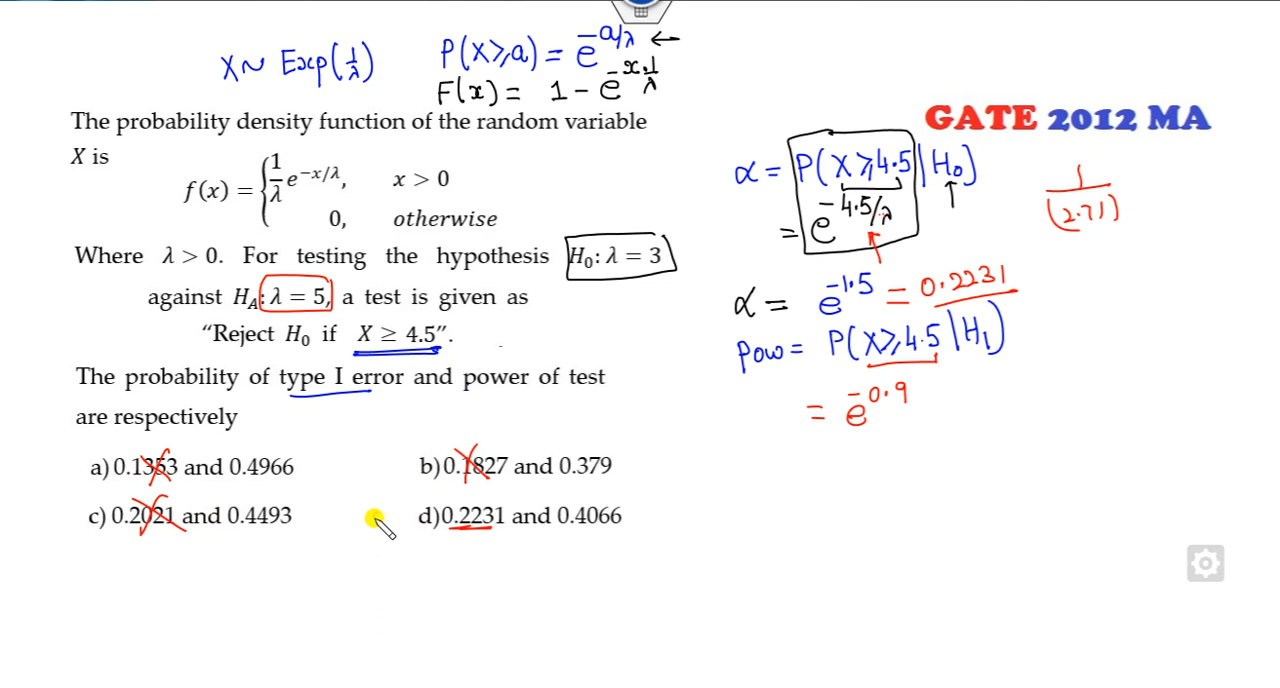 X ~ Exp(1/λ) P(X≥a) = e^{-a/λ} ←
F(x) = 1 - e^{-x·1/λ}
The probability density function of the random variable
X is
f(x) = { 1/λ e^{-x/λ}, x > 0
0, otherwise
Where λ > 0. For testing the hypothesis H₀: λ = 3
against H_A: λ = 5, a test is given as
"Reject H₀ if X ≥ 4.5".
The probability of type I error and power of test
are respectively
a) 0.1353 and 0.4966
b) 0.1827 and 0.379
c) 0.2021 and 0.4493
d) 0.2231 and 0.4066
GATE 2012 MA
α = P(X≥4.5 | H₀)
= e^{-4.5/λ}
1/(2.71)
α = e^{-1.5} = 0.2231
Pow = P(X≥4.5 | H₁)
= e^{-0.9}